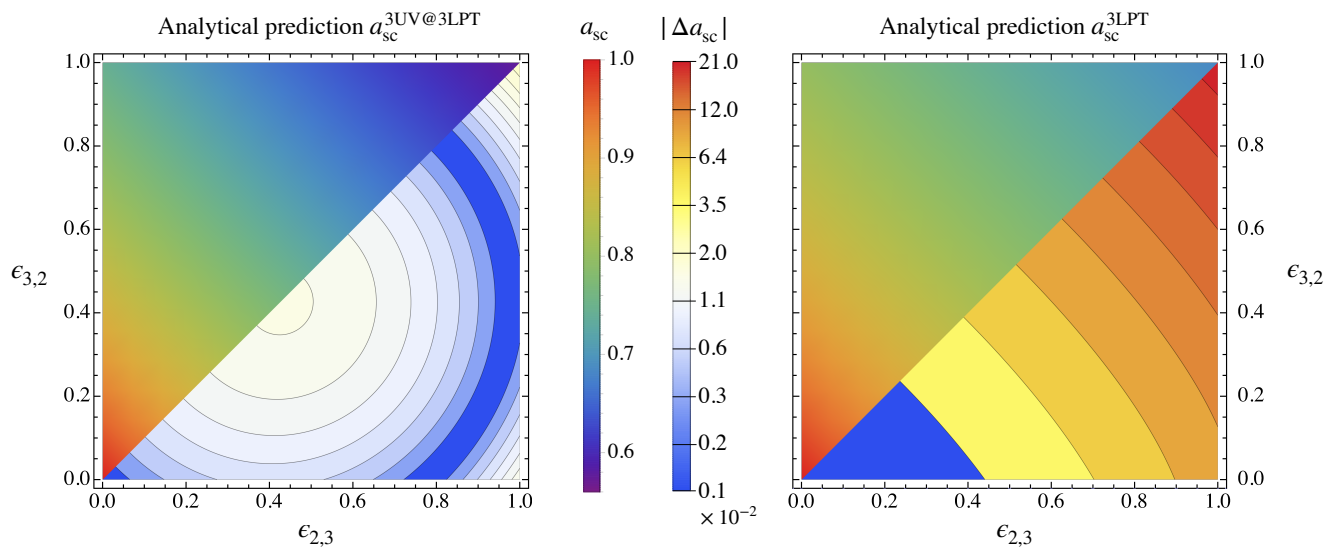 Analytical prediction a_sc^3UV@3LPT
a_sc
|Δa_sc|
Analytical prediction a_sc^3LPT
1.0
0.8
0.6
0.4
0.2
0.0
ϵ_3,2
0.0 0.2 0.4 0.6 0.8 1.0
ϵ_2,3
1.0
0.9
0.8
0.7
0.6
21.0
12.0
6.4
3.5
2.0
1.1
0.6
0.3
0.2
0.1
× 10^−2
1.0
0.8
0.6
0.4
0.2
0.0
ϵ_3,2
0.0 0.2 0.4 0.6 0.8 1.0
ϵ_2,3